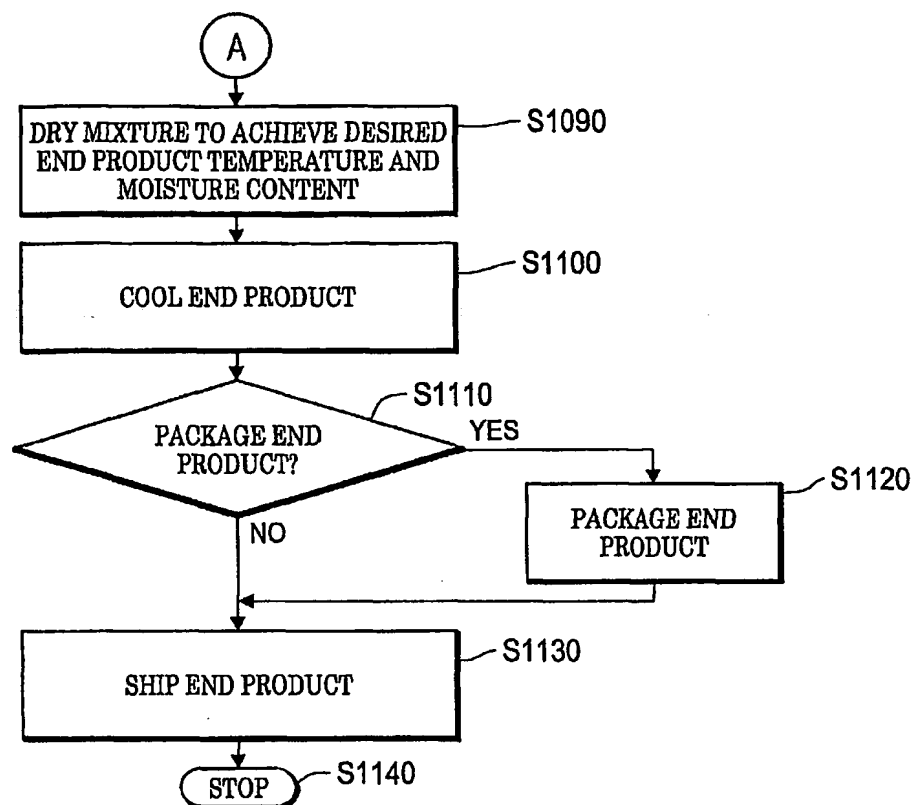 A
DRY MIXTURE TO ACHIEVE DESIRED
END PRODUCT TEMPERATURE AND
MOISTURE CONTENT
S1090
COOL END PRODUCT
S1100
PACKAGE END
PRODUCT?
S1110
YES
NO
PACKAGE END
PRODUCT
S1120
SHIP END PRODUCT
S1130
STOP
S1140